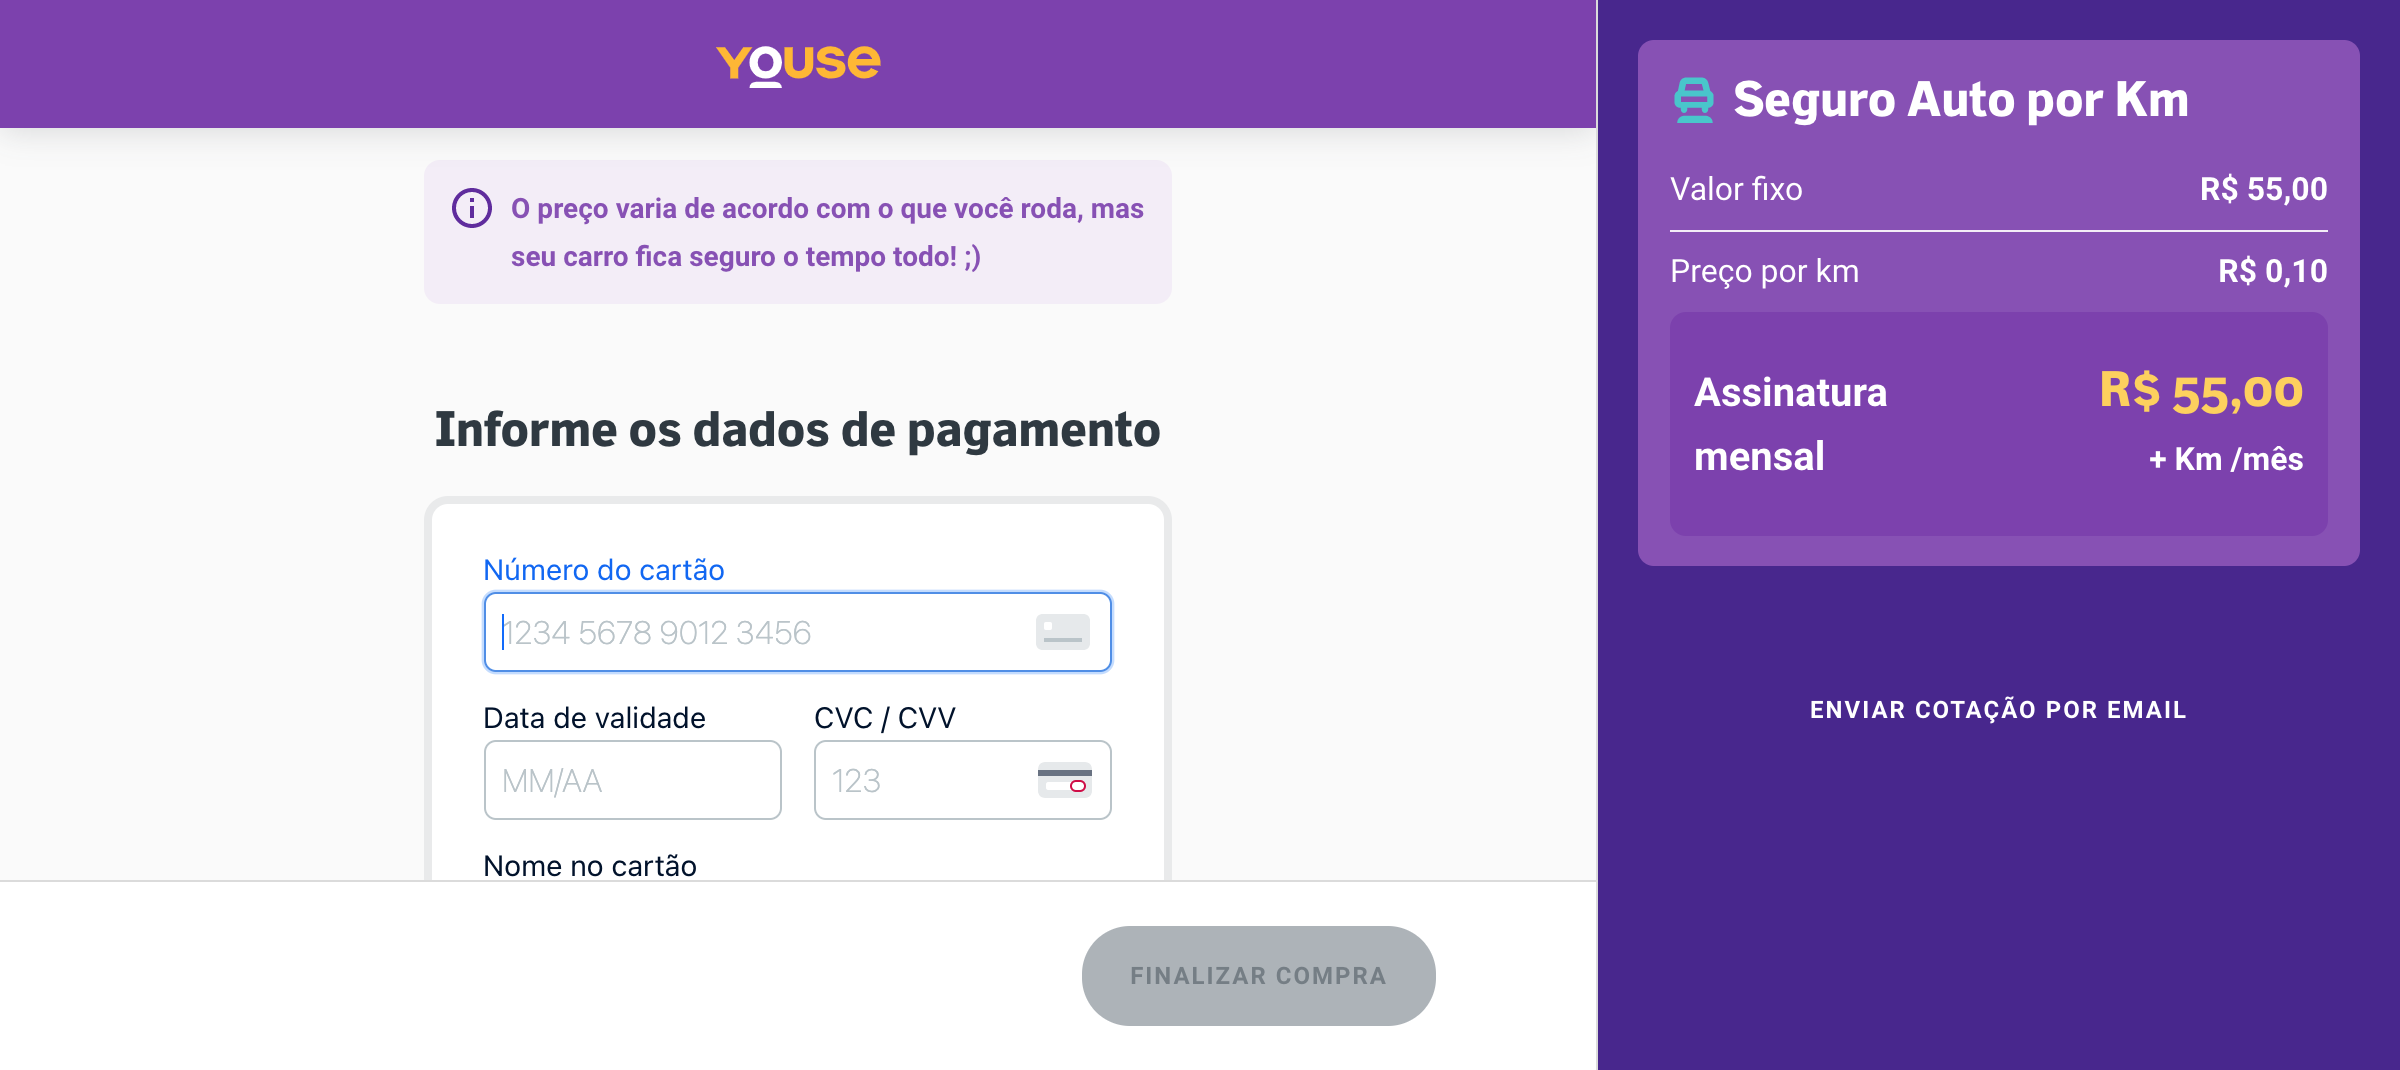 YOUSE
O preço varia de acordo com o que você roda, mas
seu carro fica seguro o tempo todo! ;)
Informe os dados de pagamento
Número do cartão
1234 5678 9012 3456
Data de validade
CVC / CVV
MM/AA
123
Nome no cartão
FINALIZAR COMPRA
Seguro Auto por Km
Valor fixo
R$ 55,00
Preço por km
R$ 0,10
Assinatura
mensal
R$ 55,00
+ Km /mês
ENVIAR COTAÇÃO POR EMAIL